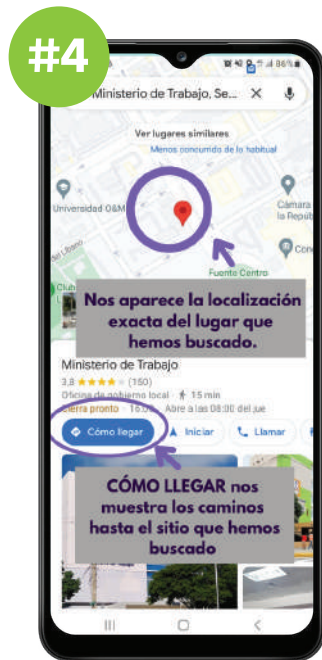 #4
86%
Ministerio de Trabajo, Se...
Ver lugares similares
Menos concurrido de lo habitual
Universidad O&M
Cámara
la Repúb
Con
Fuente Centro
Club
Nos aparece la localización
exacta del lugar que
hemos buscado.
Ministerio de Trabajo
3,8 (150)
Oficina de gobierno local · 15 min
Cierra pronto · 16:00 · Abre a las 08:00 del jue
Cómo llegar
Iniciar
Llamar
CÓMO LLEGAR nos
muestra los caminos
hasta el sitio que hemos
buscado